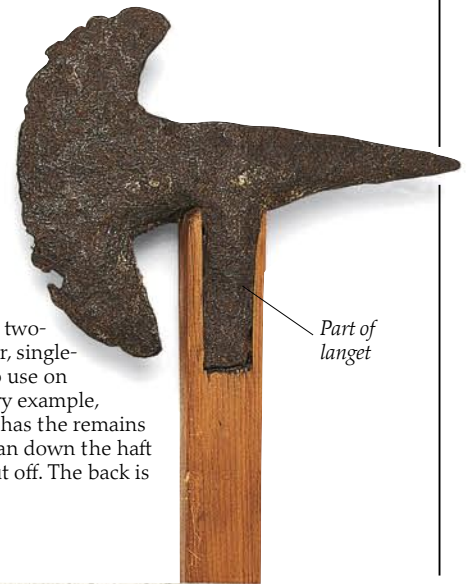 two-
r, single-
use on
ry example,
has the remains
an down the haft
t off. The back is
Part of
langet